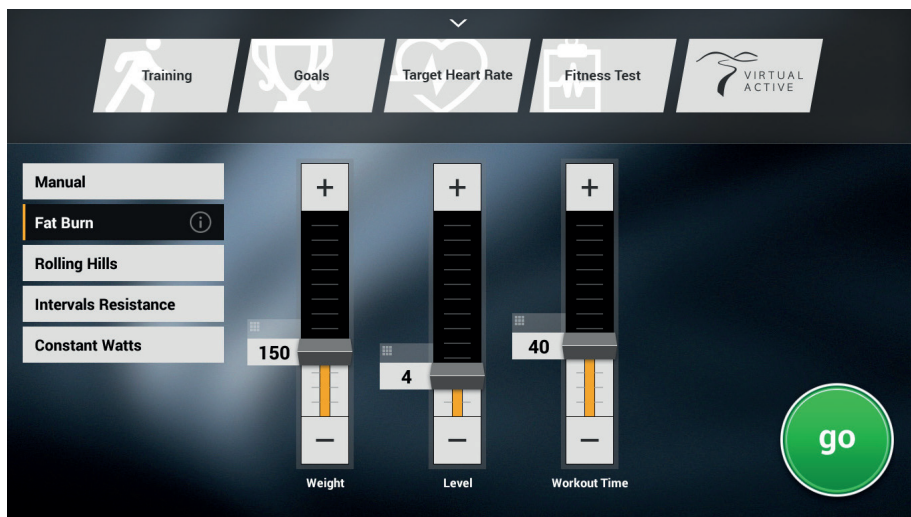 Training
Goals
Target Heart Rate
Fitness Test
VIRTUAL
ACTIVE
Manual
Fat Burn
Rolling Hills
Intervals Resistance
Constant Watts
+
+
+
150
4
40
−
−
−
Weight
Level
Workout Time
go